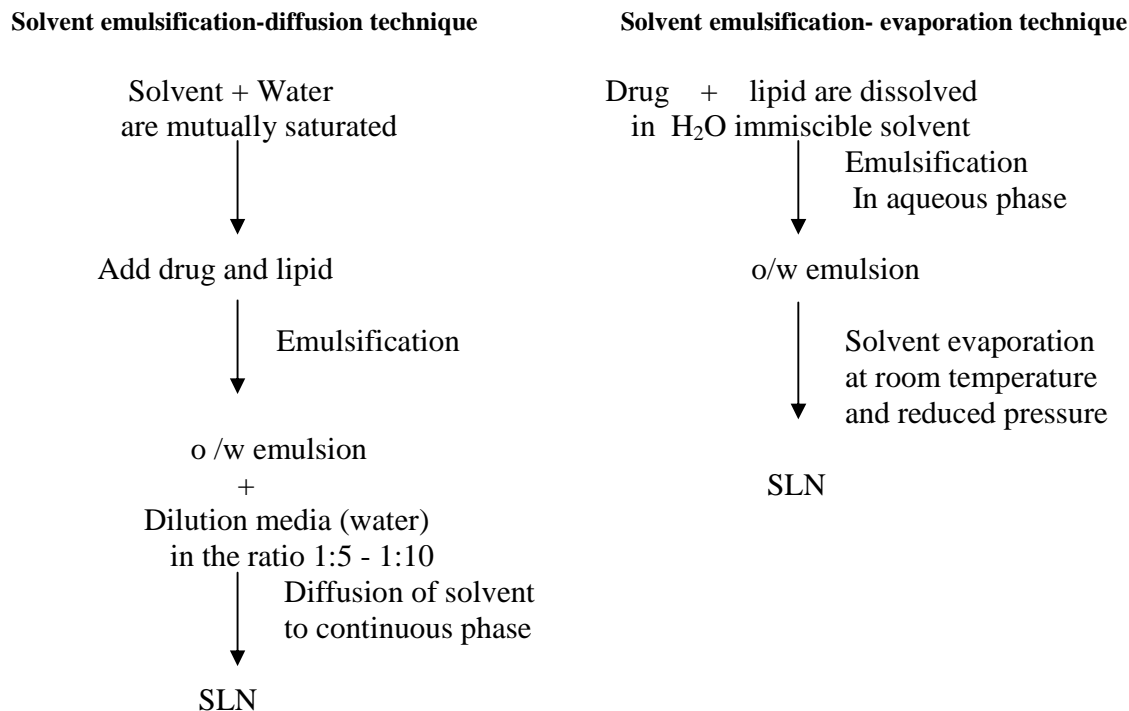 Solvent emulsification-diffusion technique
Solvent + Water
are mutually saturated
Add drug and lipid
Emulsification
o /w emulsion
+
Dilution media (water)
in the ratio 1:5 - 1:10
Diffusion of solvent
to continuous phase
SLN
Solvent emulsification- evaporation technique
Drug + lipid are dissolved
in H₂O immiscible solvent
Emulsification
In aqueous phase
o/w emulsion
Solvent evaporation
at room temperature
and reduced pressure
SLN